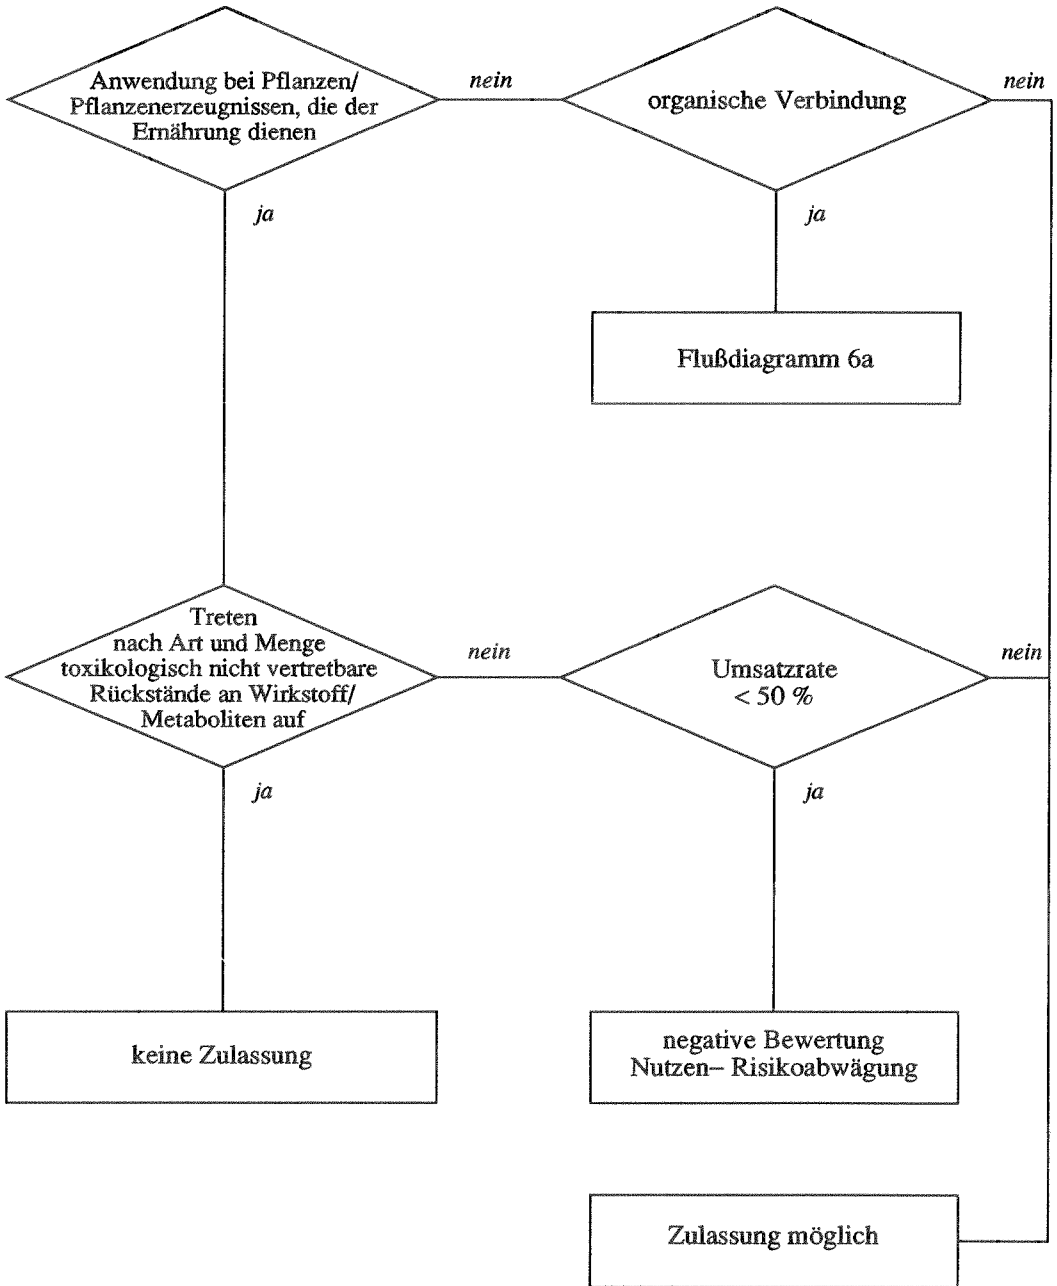 Anwendung bei Pflanzen/
Pflanzenerzeugnissen, die der
Ernährung dienen
nein
organische Verbindung
nein
ja
ja
Flußdiagramm 6a
Treten
nach Art und Menge
toxikologisch nicht vertretbare
Rückstände an Wirkstoff/
Metaboliten auf
nein
Umsatzrate
< 50 %
nein
ja
ja
keine Zulassung
negative Bewertung
Nutzen– Risikoabwägung
Zulassung möglich